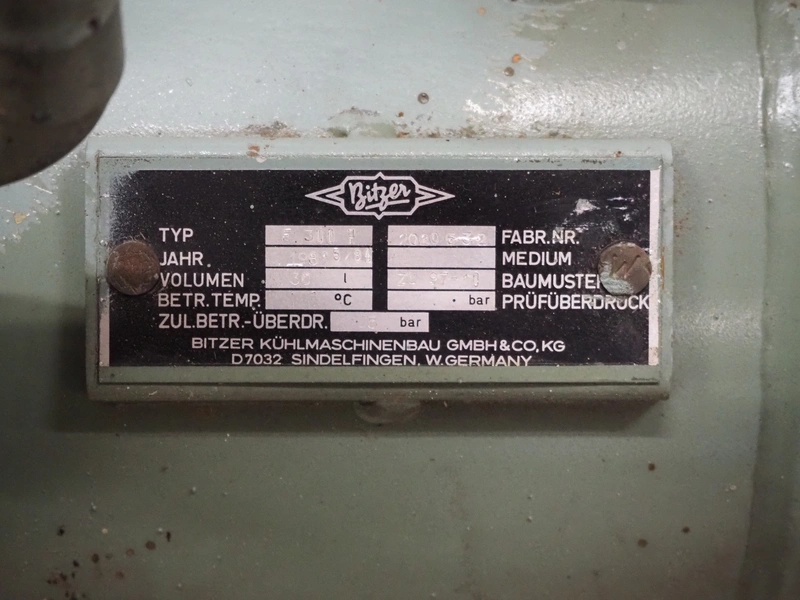 Bitzer
TYP FABR.NR.
JAHR MEDIUM
VOLUMEN 30 l
BETR.TEMP. °C . bar PRÜFÜBERDRUCK
ZUL.BETR.-ÜBERDR. bar
BITZER KÜHLMASCHINENBAU GMBH & CO, KG
D7032 SINDELFINGEN, W.GERMANY